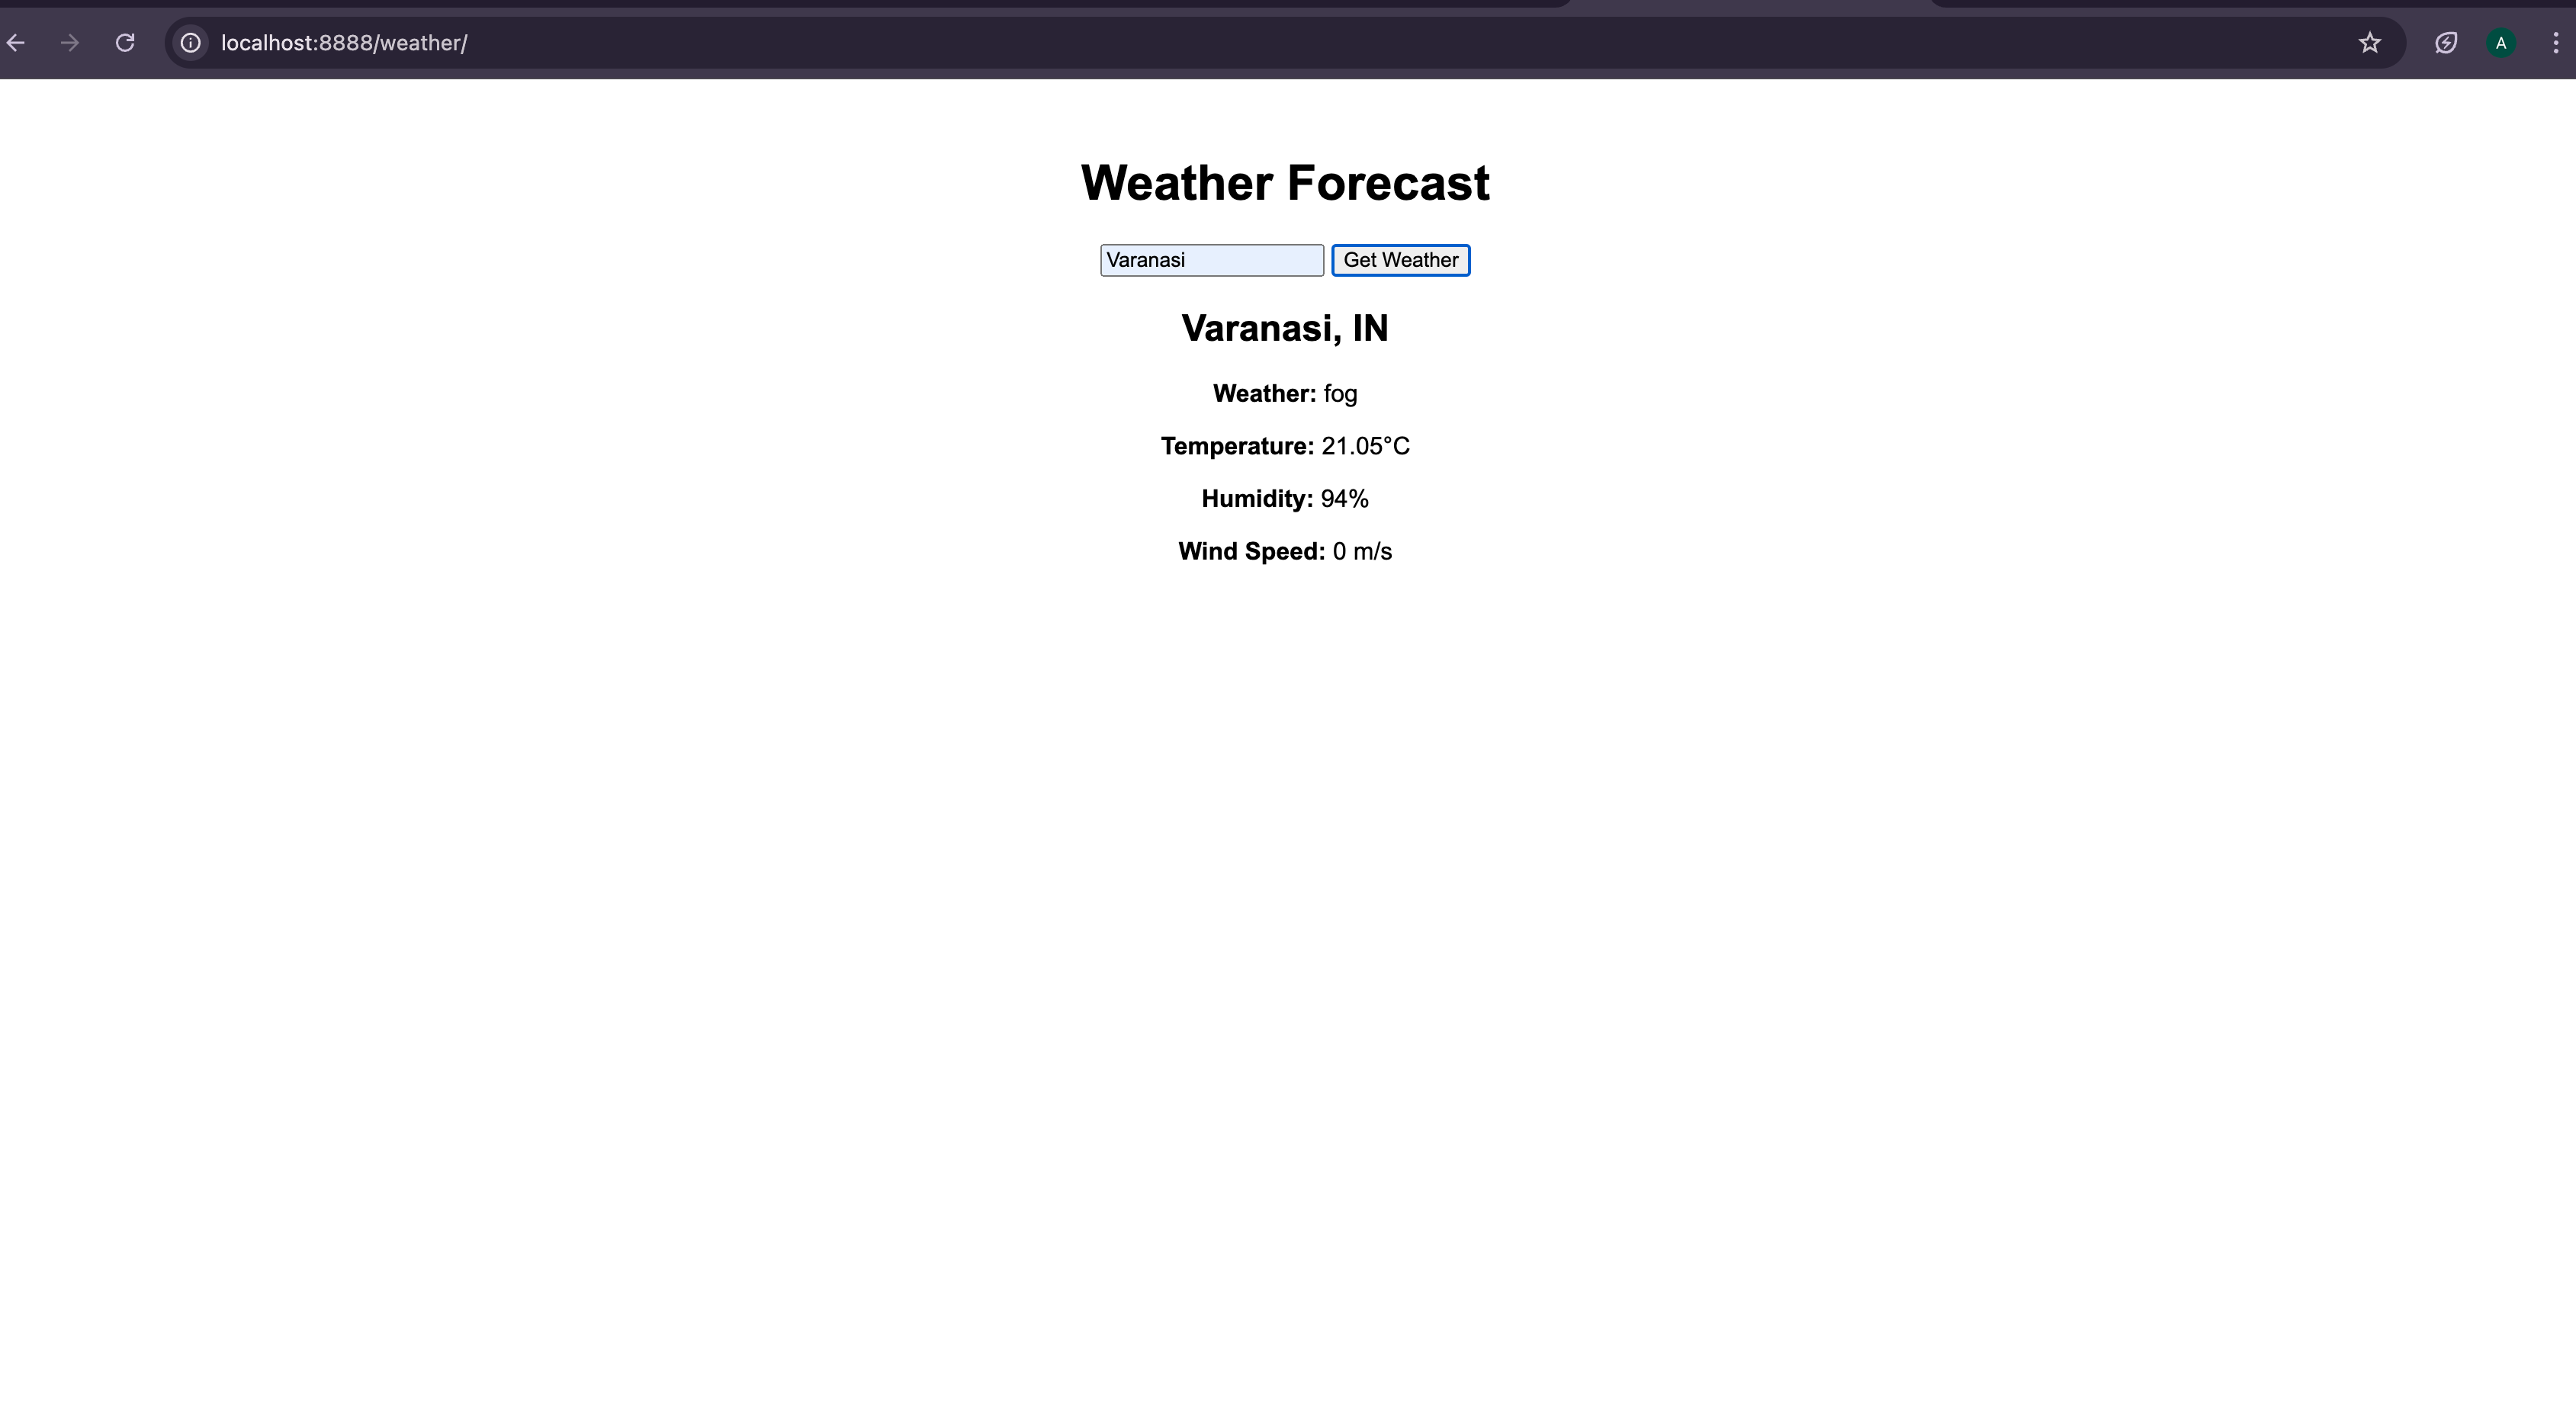 localhost:8888/weather/
A
Weather Forecast
Varanasi Get Weather
Varanasi, IN
Weather: fog
Temperature: 21.05°C
Humidity: 94%
Wind Speed: 0 m/s